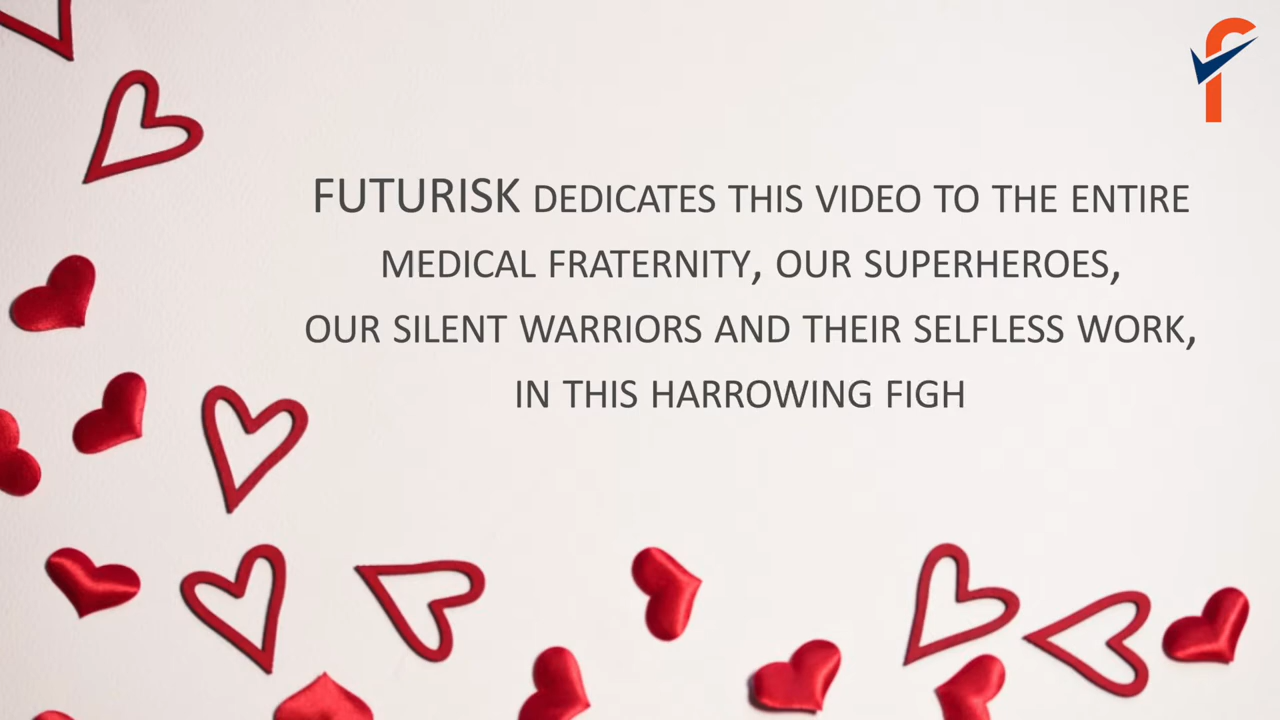 FUTURISK DEDICATES THIS VIDEO TO THE ENTIRE
MEDICAL FRATERNITY, OUR SUPERHEROES,
OUR SILENT WARRIORS AND THEIR SELFLESS WORK,
IN THIS HARROWING FIGH